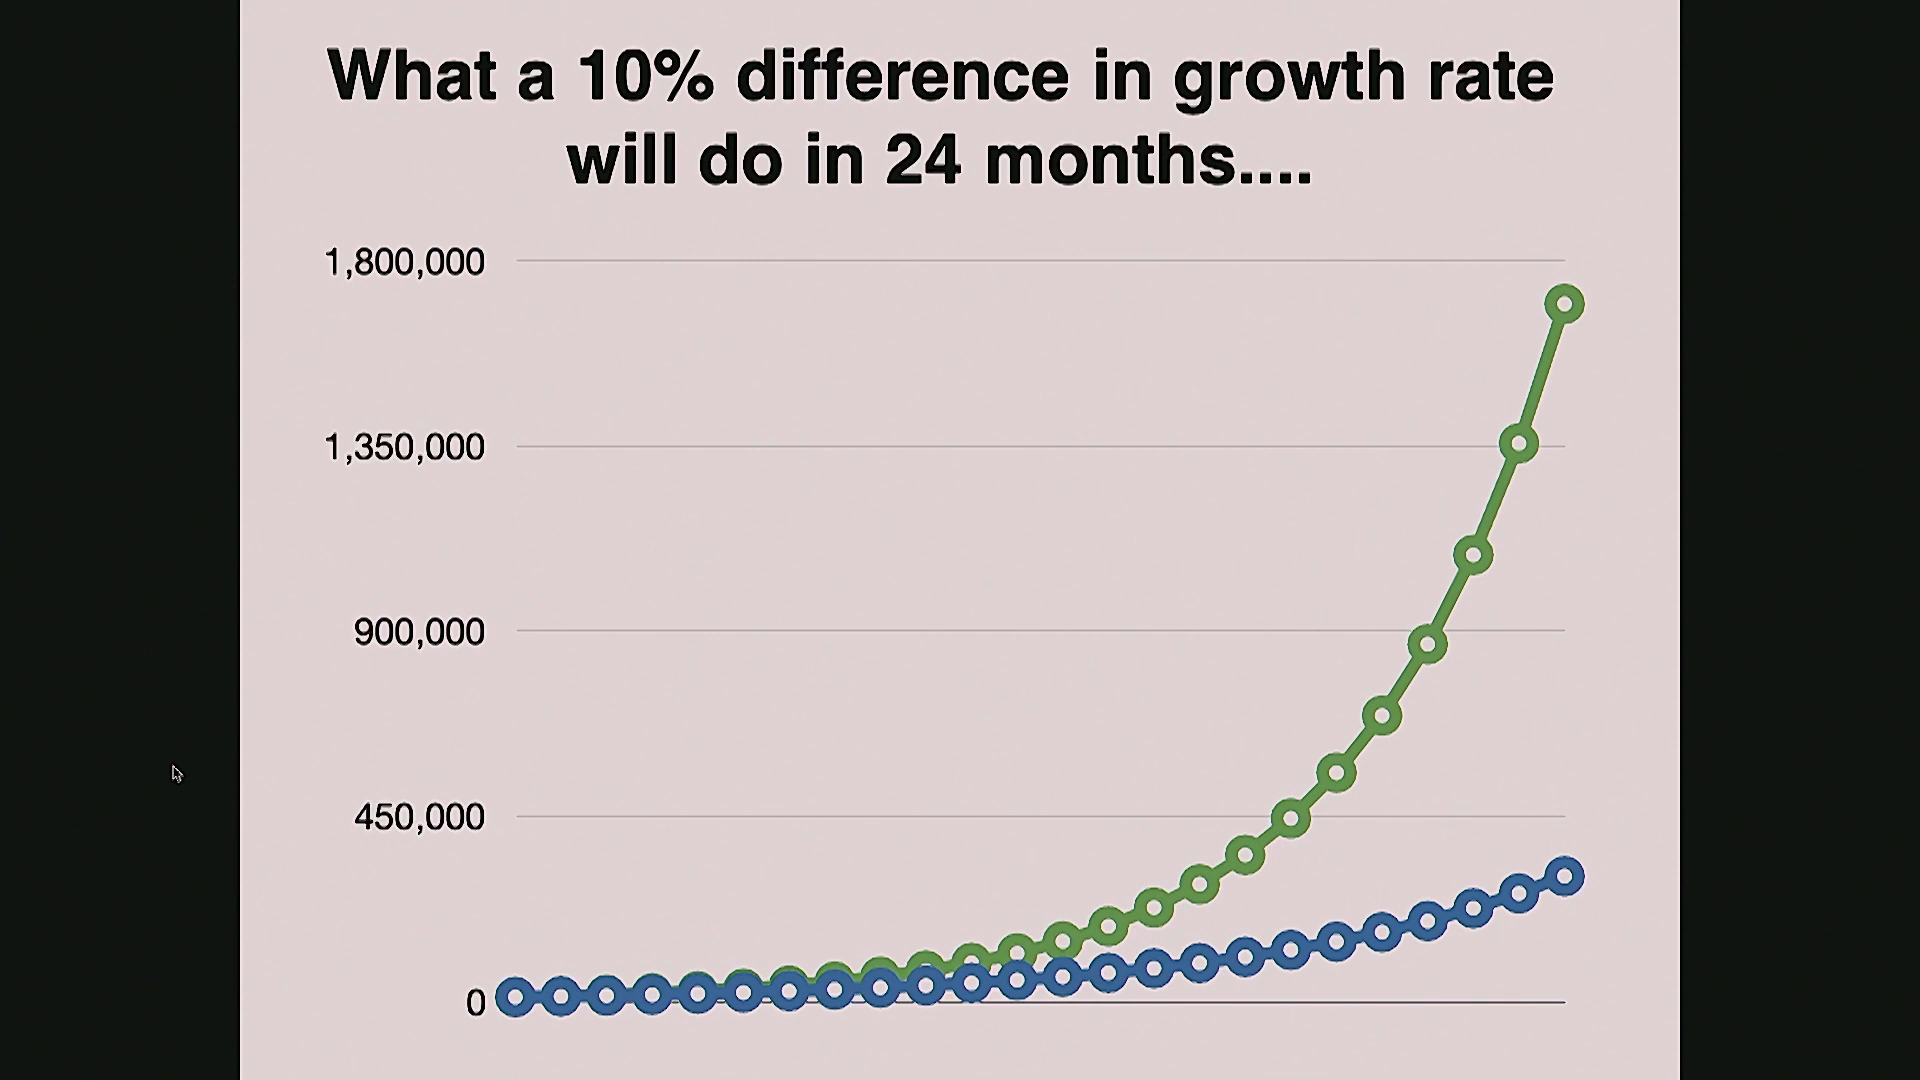 What a 10% difference in growth rate
will do in 24 months....
1,800,000
1,350,000
900,000
450,000
0